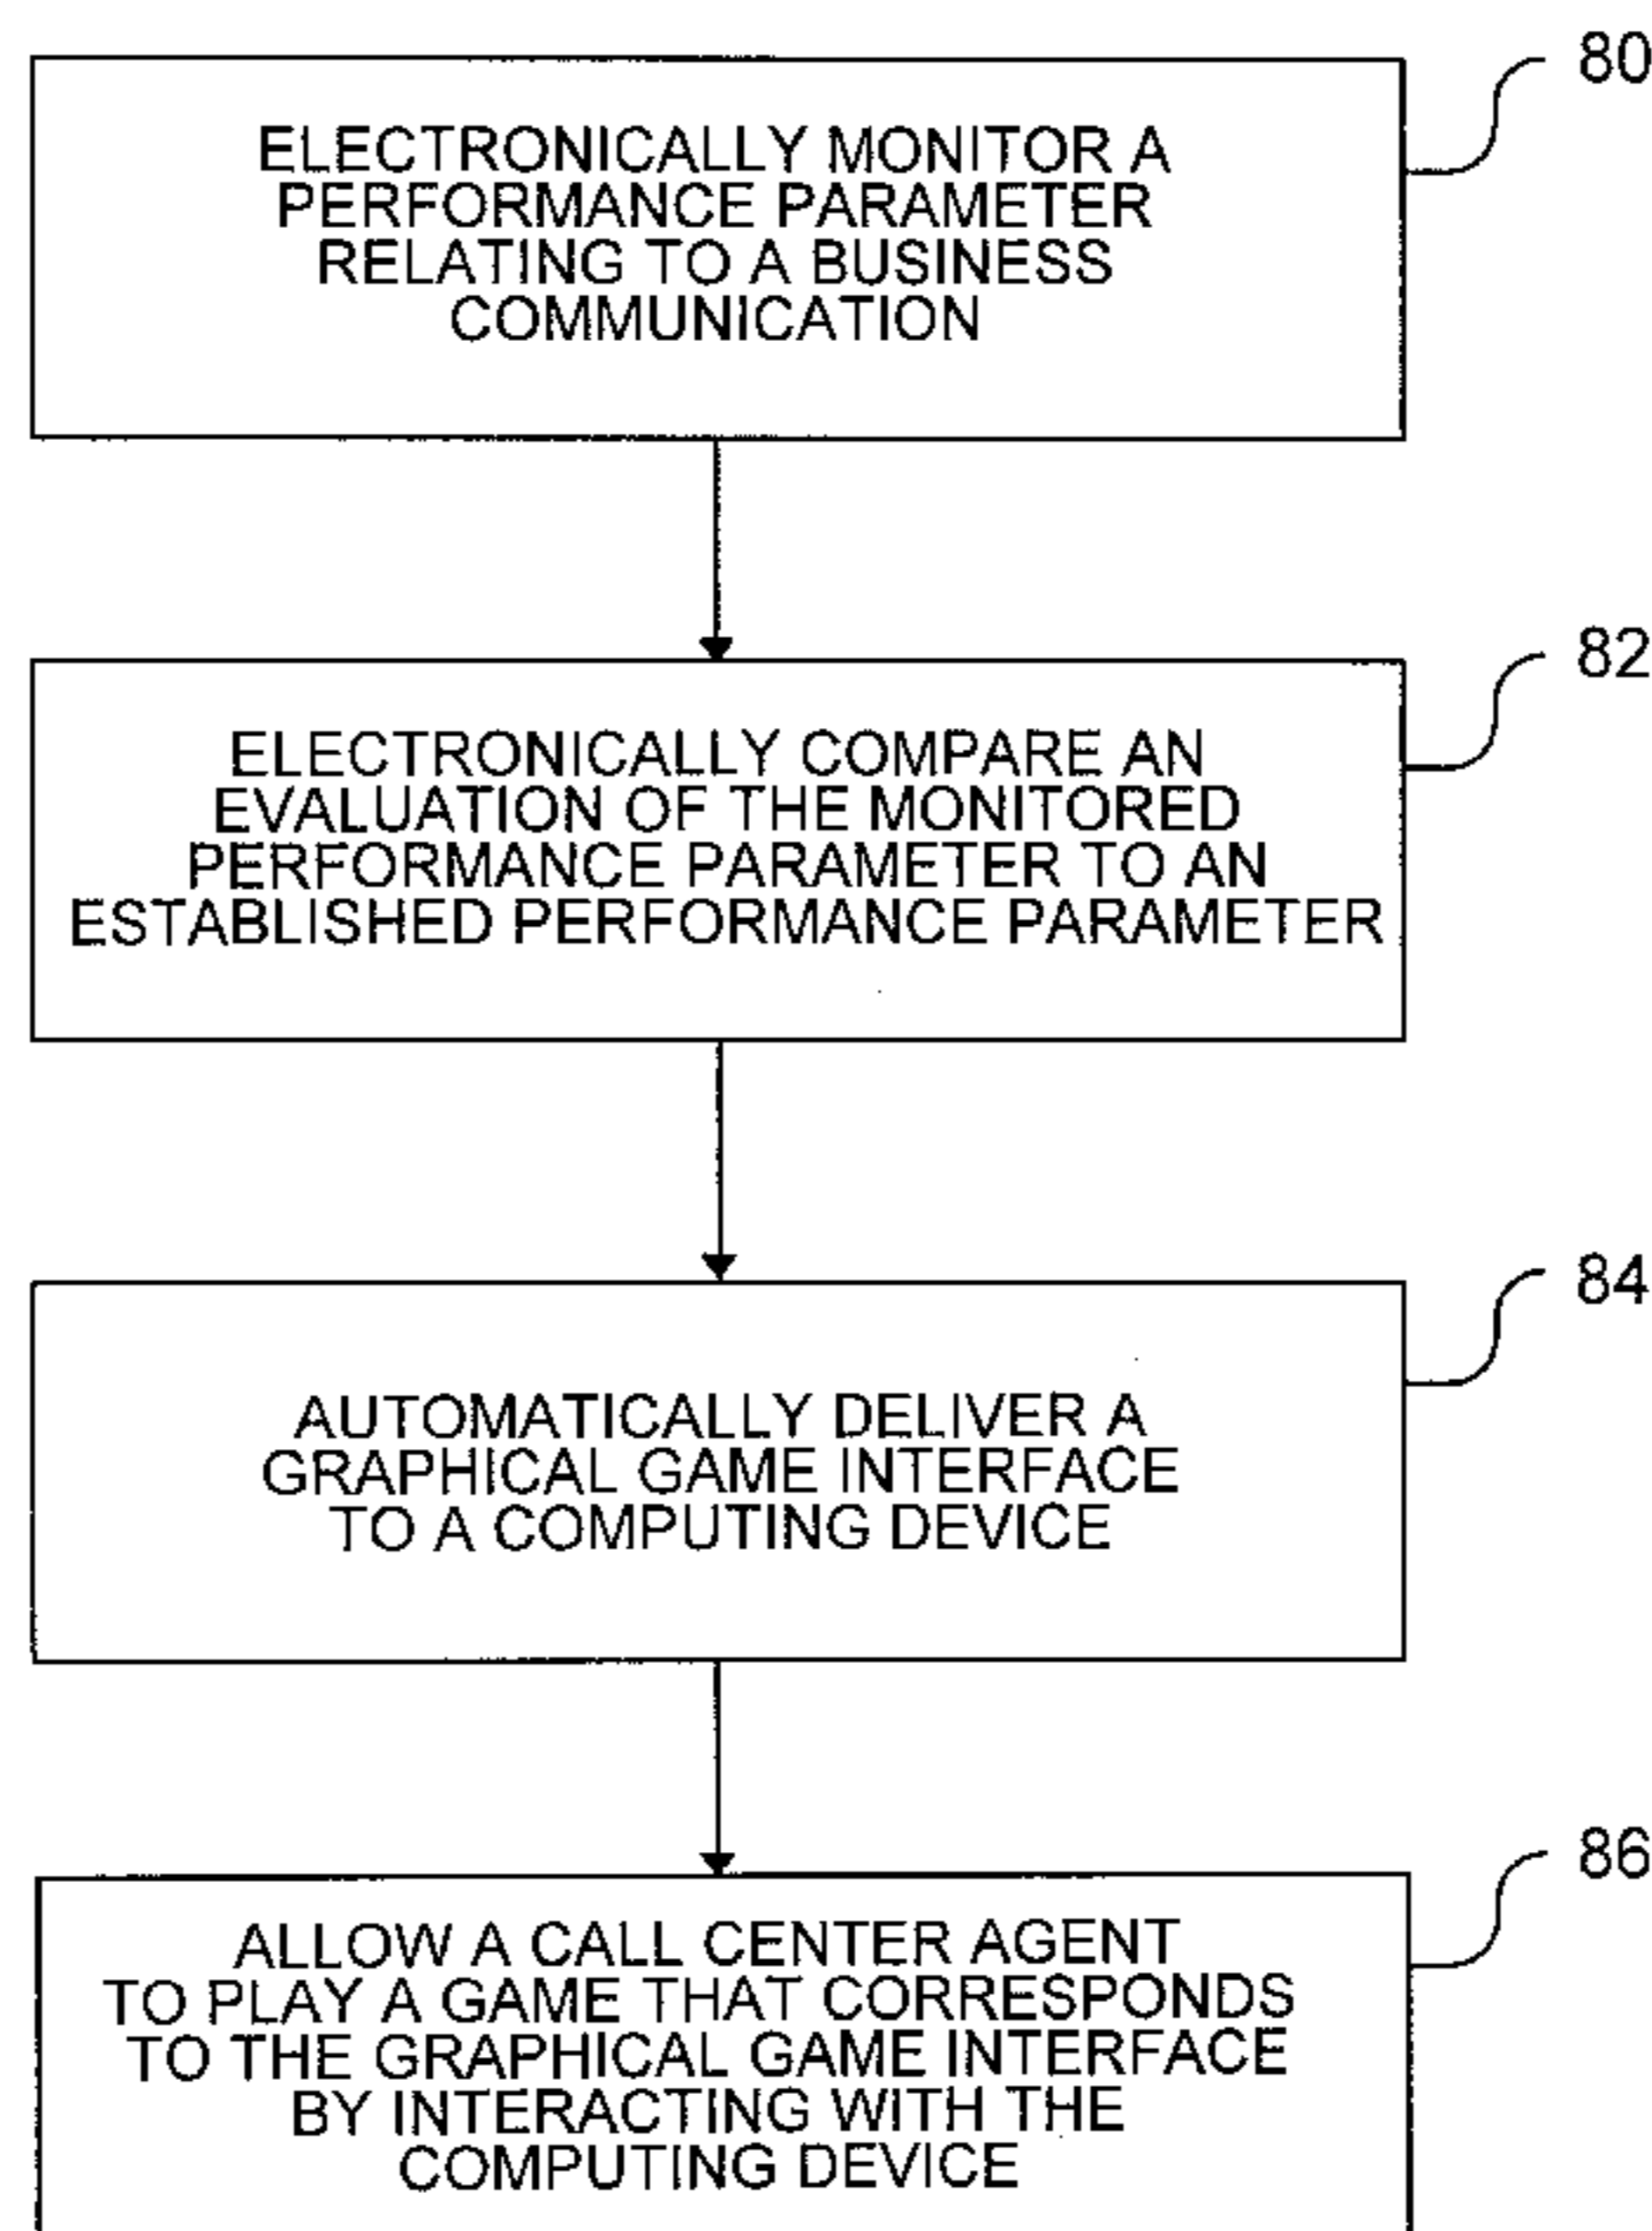 80
ELECTRONICALLY MONITOR A
PERFORMANCE PARAMETER
RELATING TO A BUSINESS
COMMUNICATION
82
ELECTRONICALLY COMPARE AN
EVALUATION OF THE MONITORED
PERFORMANCE PARAMETER TO AN
ESTABLISHED PERFORMANCE PARAMETER
84
AUTOMATICALLY DELIVER A
GRAPHICAL GAME INTERFACE
TO A COMPUTING DEVICE
86
ALLOW A CALL CENTER AGENT
TO PLAY A GAME THAT CORRESPONDS
TO THE GRAPHICAL GAME INTERFACE
BY INTERACTING WITH THE
COMPUTING DEVICE